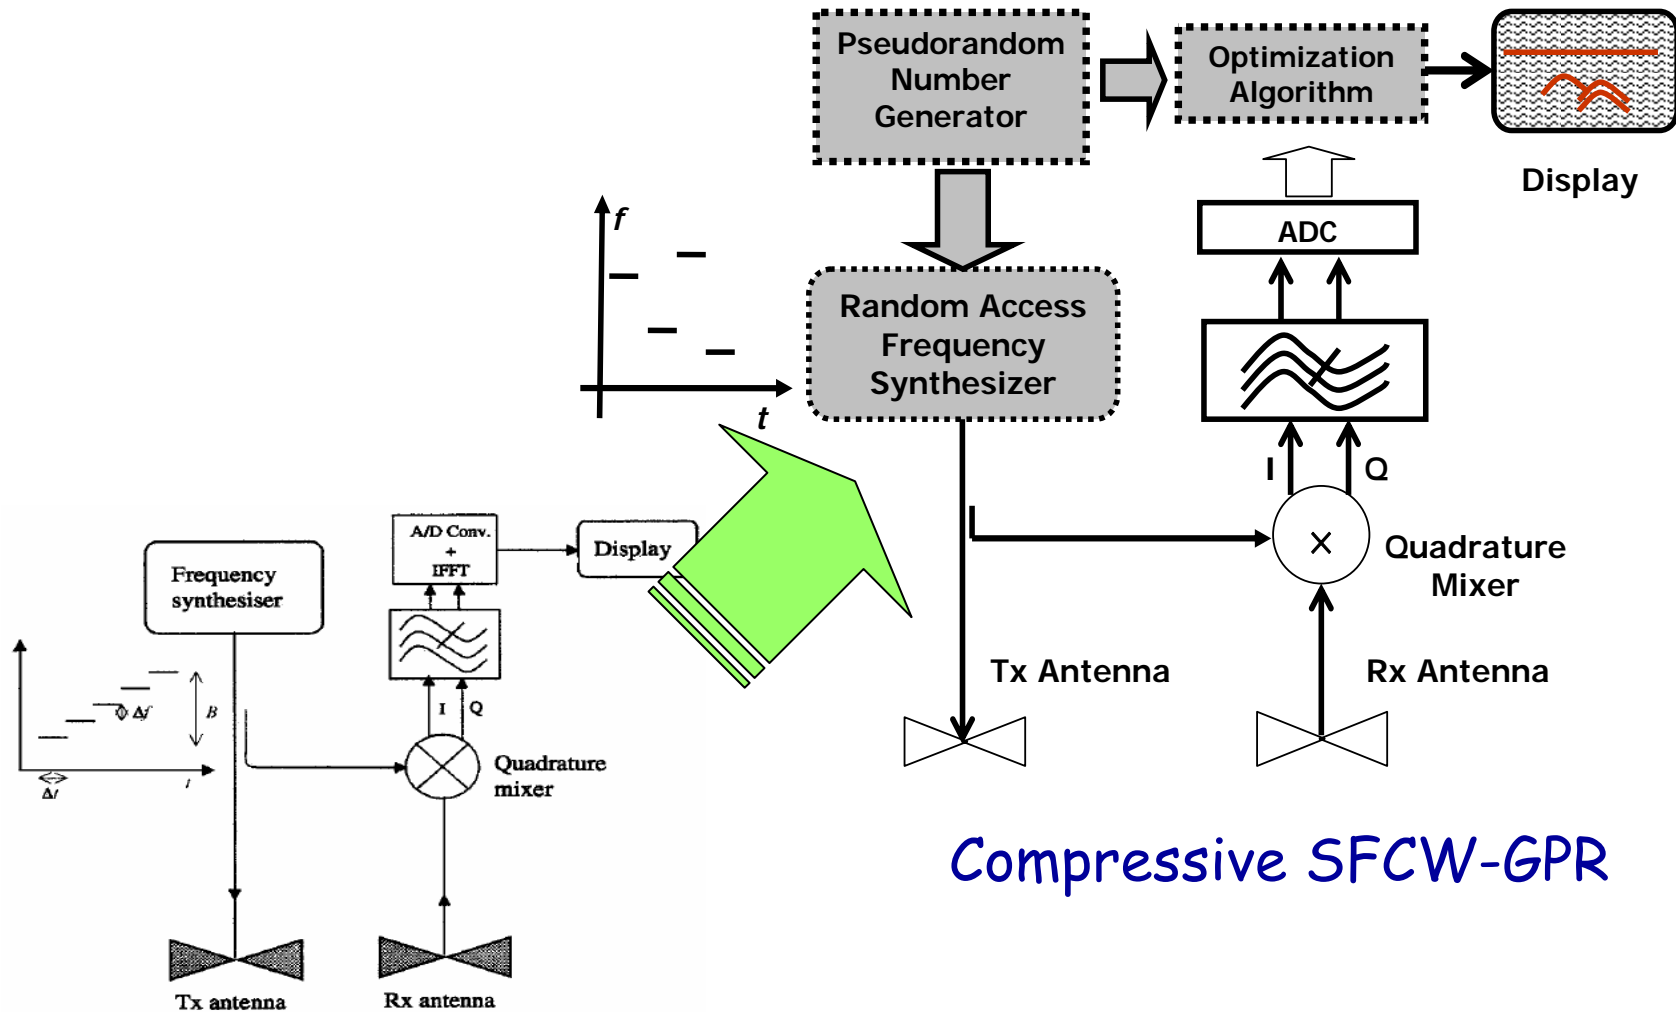 Pseudorandom
Number
Generator
Optimization
Algorithm
Display
f
t
Random Access
Frequency
Synthesizer
ADC
I
Q
×
Quadrature
Mixer
Tx Antenna
Rx Antenna
Compressive SFCW-GPR
Frequency
synthesiser
A/D Conv.
+
IFFT
Display
Δf
B
I
Q
t
Δt
Quadrature
mixer
Tx antenna
Rx antenna